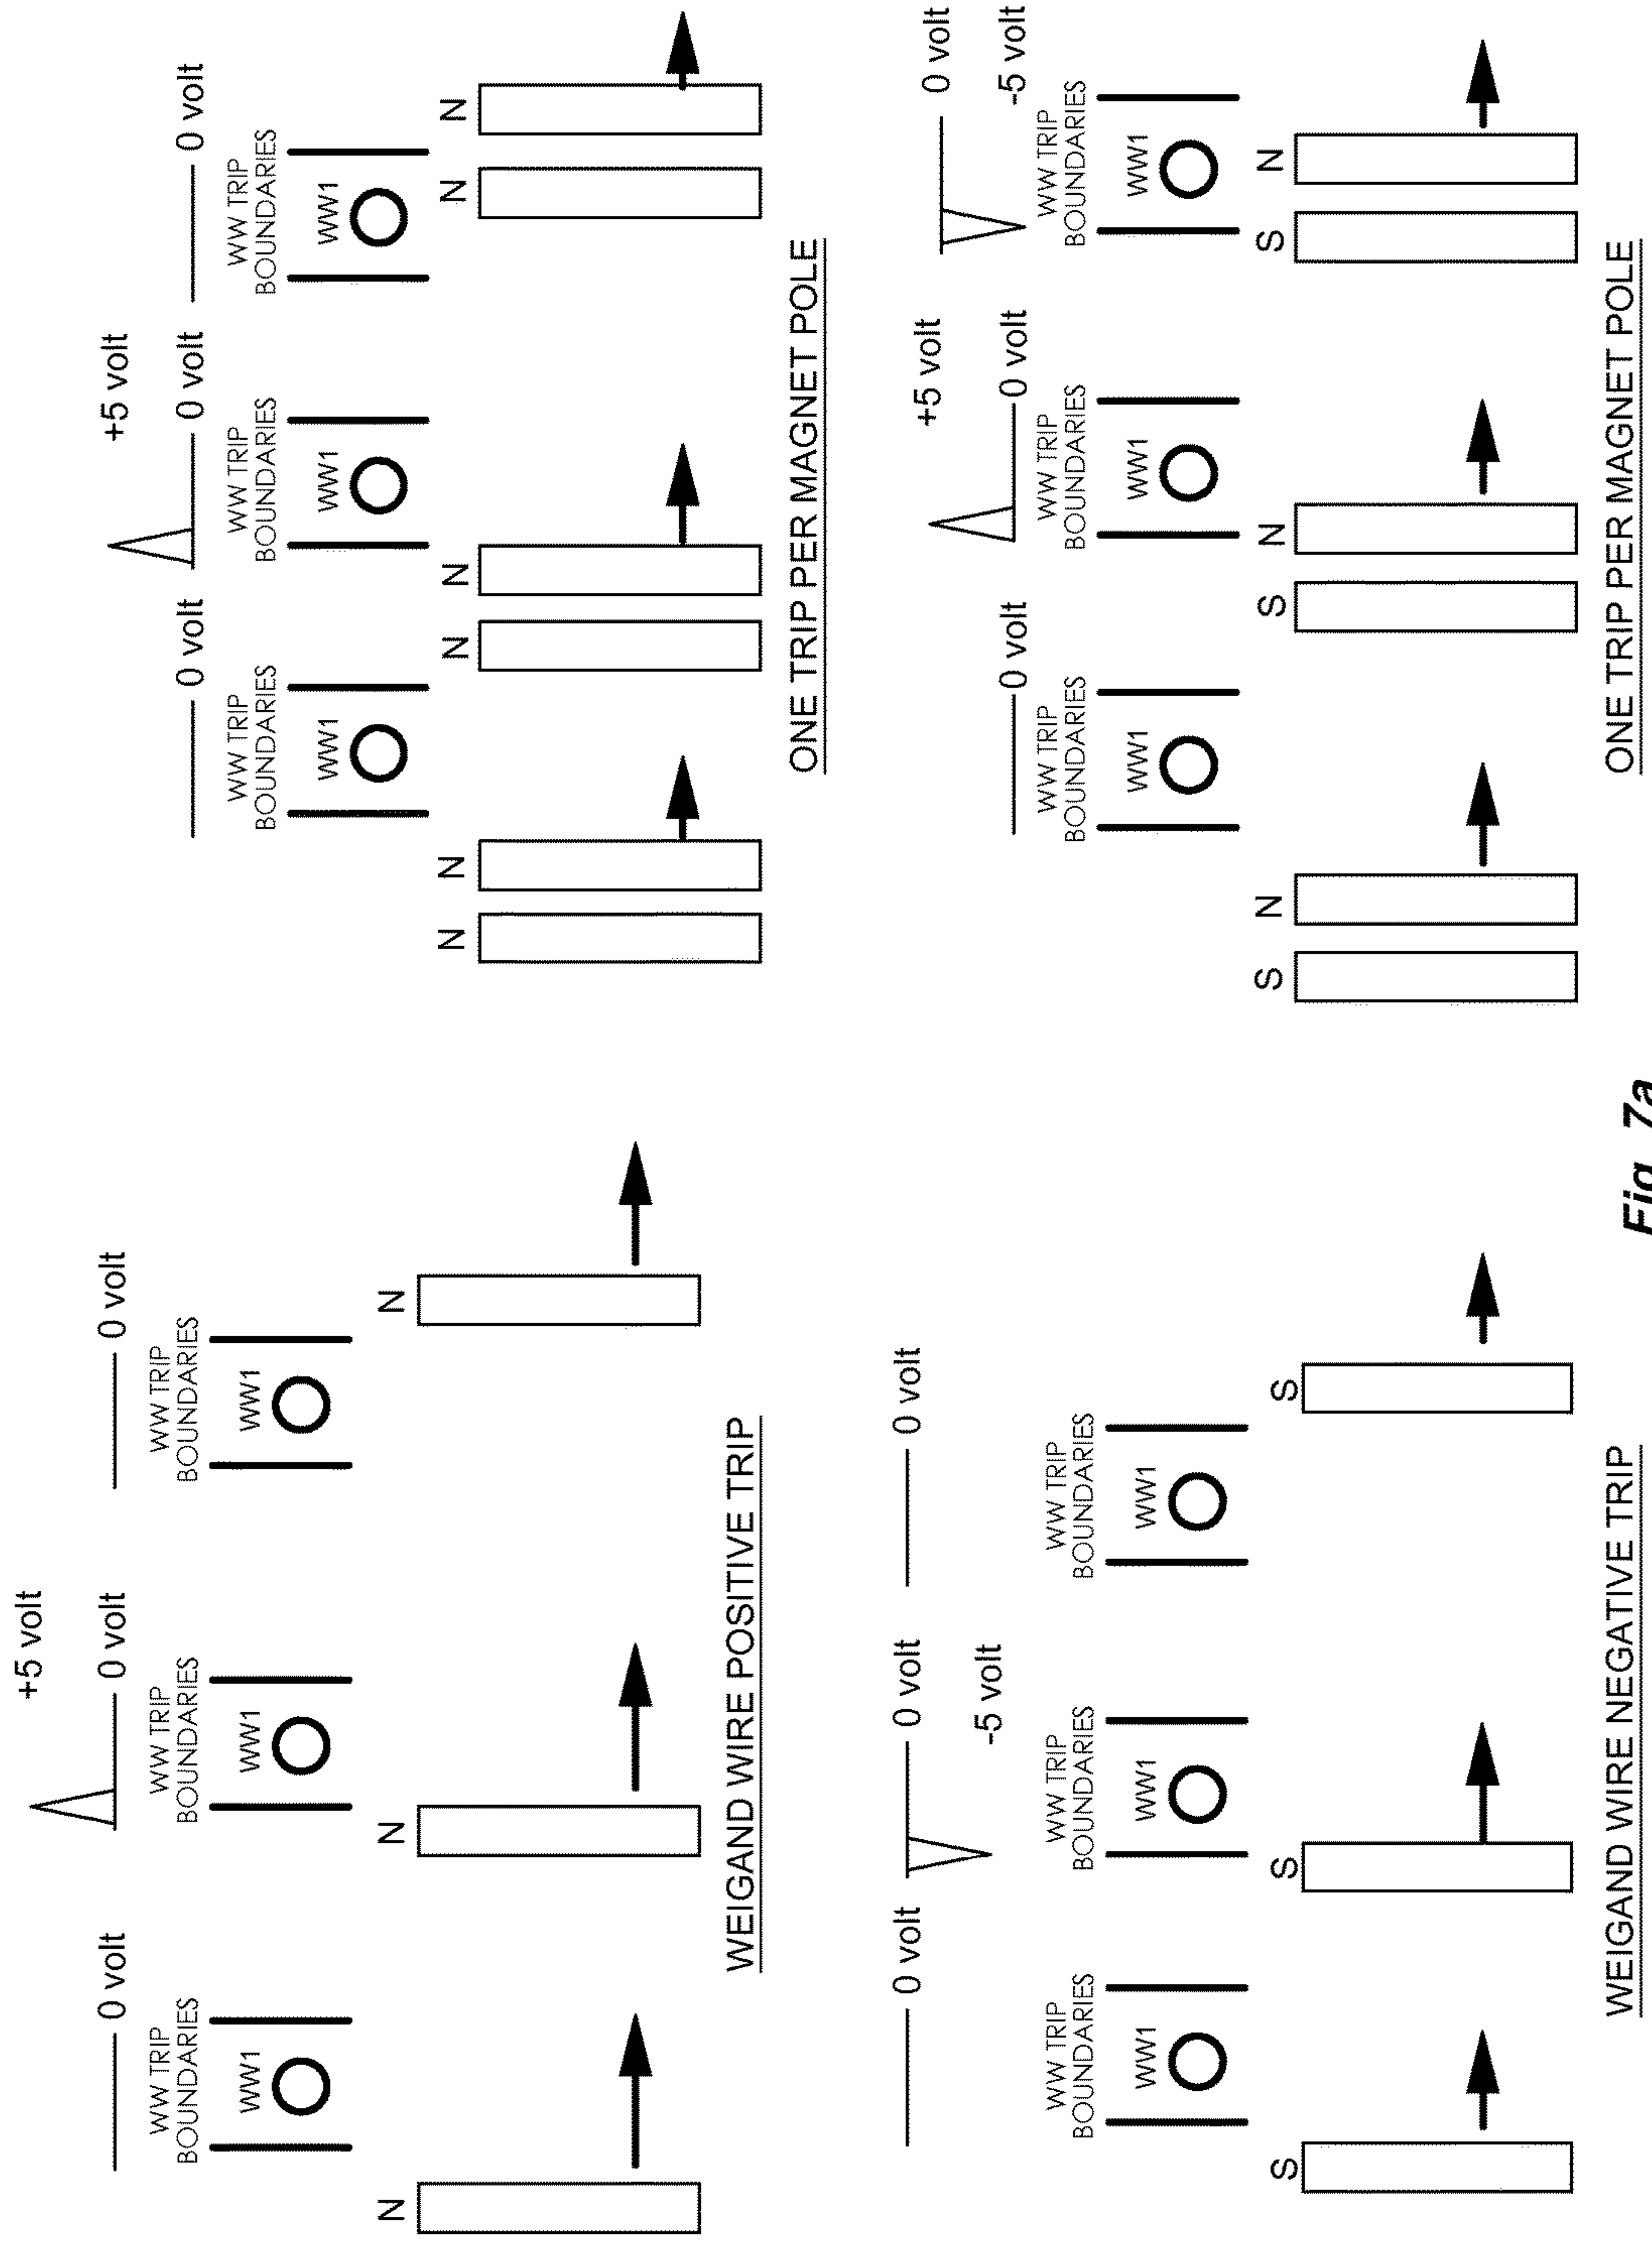 +5 volt
0 volt
0 volt
0 volt
WW TRIP
BOUNDARIES
WW TRIP
BOUNDARIES
WW TRIP
BOUNDARIES
WW1
WW1
WW1
N
N
N
WEIGAND WIRE POSITIVE TRIP
+5 volt
0 volt
0 volt
0 volt
WW TRIP
BOUNDARIES
WW TRIP
BOUNDARIES
WW TRIP
BOUNDARIES
WW1
WW1
WW1
N
N
N
N
N
N
ONE TRIP PER MAGNET POLE
0 volt
0 volt
0 volt
-5 volt
WW TRIP
BOUNDARIES
WW TRIP
BOUNDARIES
WW TRIP
BOUNDARIES
WW1
WW1
WW1
S
S
S
WEIGAND WIRE NEGATIVE TRIP
+5 volt
0 volt
0 volt
0 volt
-5 volt
WW TRIP
BOUNDARIES
WW TRIP
BOUNDARIES
WW TRIP
BOUNDARIES
WW1
WW1
WW1
S
N
S
N
S
N
ONE TRIP PER MAGNET POLE
Fig. 7a